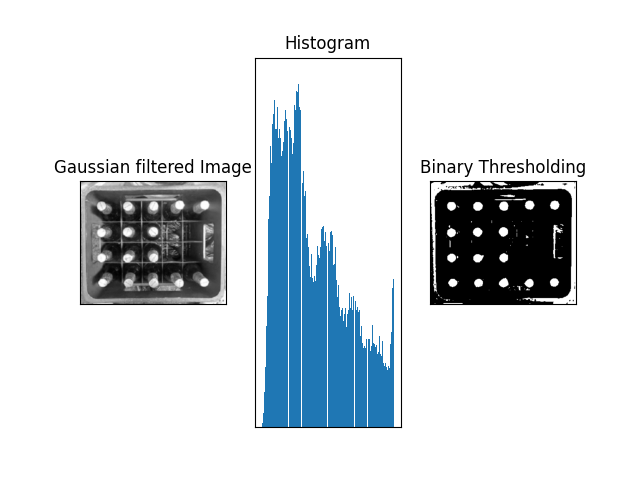 Histogram
Gaussian filtered Image
Binary Thresholding